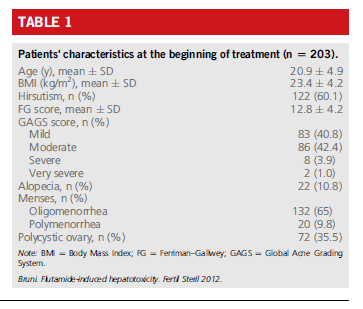 TABLE 1
Patients' characteristics at the beginning of treatment (n = 203).
Age (y), mean ± SD 20.9 ± 4.9
BMI (kg/m²), mean ± SD 23.4 ± 4.2
Hirsutism, n (%) 122 (60.1)
FG score, mean ± SD 12.8 ± 4.2
GAGS score, n (%)
Mild 83 (40.8)
Moderate 86 (42.4)
Severe 8 (3.9)
Very severe 2 (1.0)
Alopecia, n (%) 22 (10.8)
Menses, n (%)
Oligomenorrhea 132 (65)
Polymenorrhea 20 (9.8)
Polycystic ovary, n (%) 72 (35.5)
Note: BMI = Body Mass Index; FG = Ferriman-Gallwey; GAGS = Global Acne Grading
System.
Bruni. Flutamide-induced hepatotoxicity. Fertil Steril 2012.